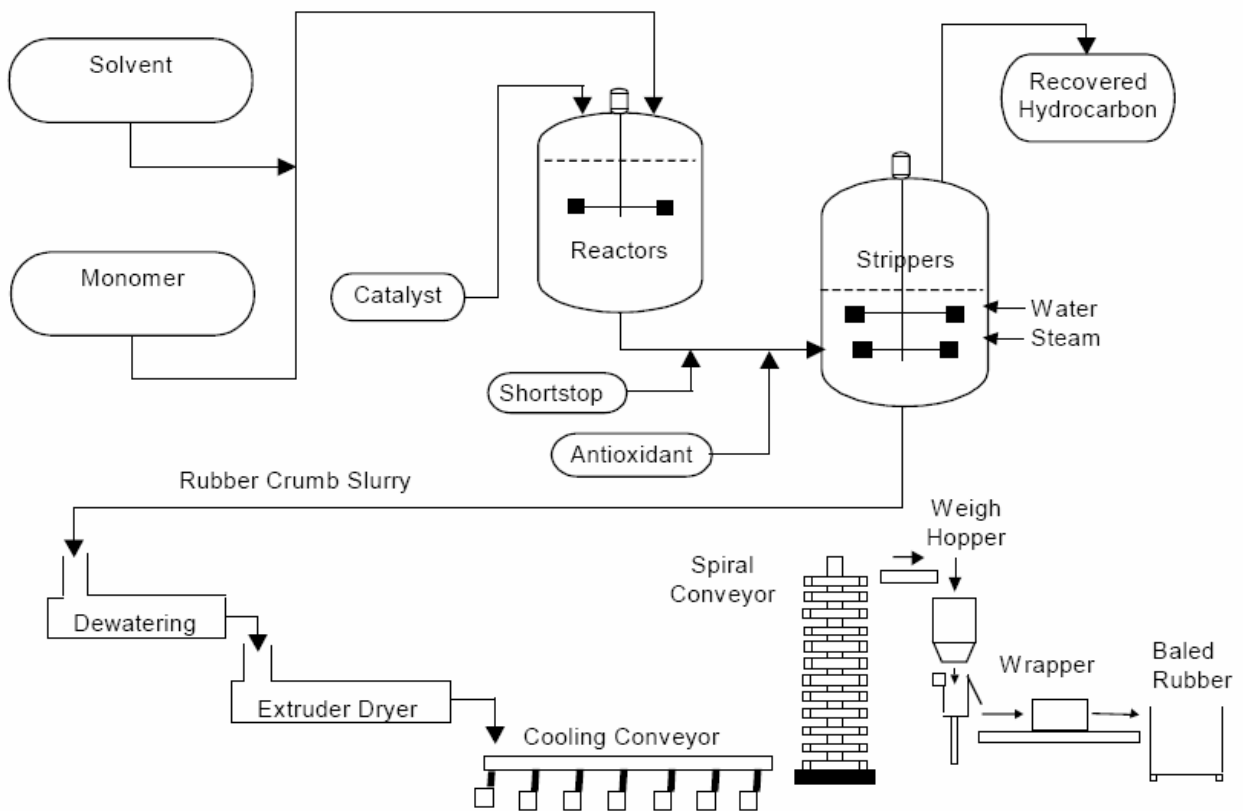 Solvent
Recovered
Hydrocarbon
Reactors
Strippers
Monomer
Catalyst
Water
Steam
Shortstop
Antioxidant
Rubber Crumb Slurry
Weigh
Hopper
Spiral
Conveyor
Dewatering
Wrapper
Baled
Rubber
Extruder Dryer
Cooling Conveyor